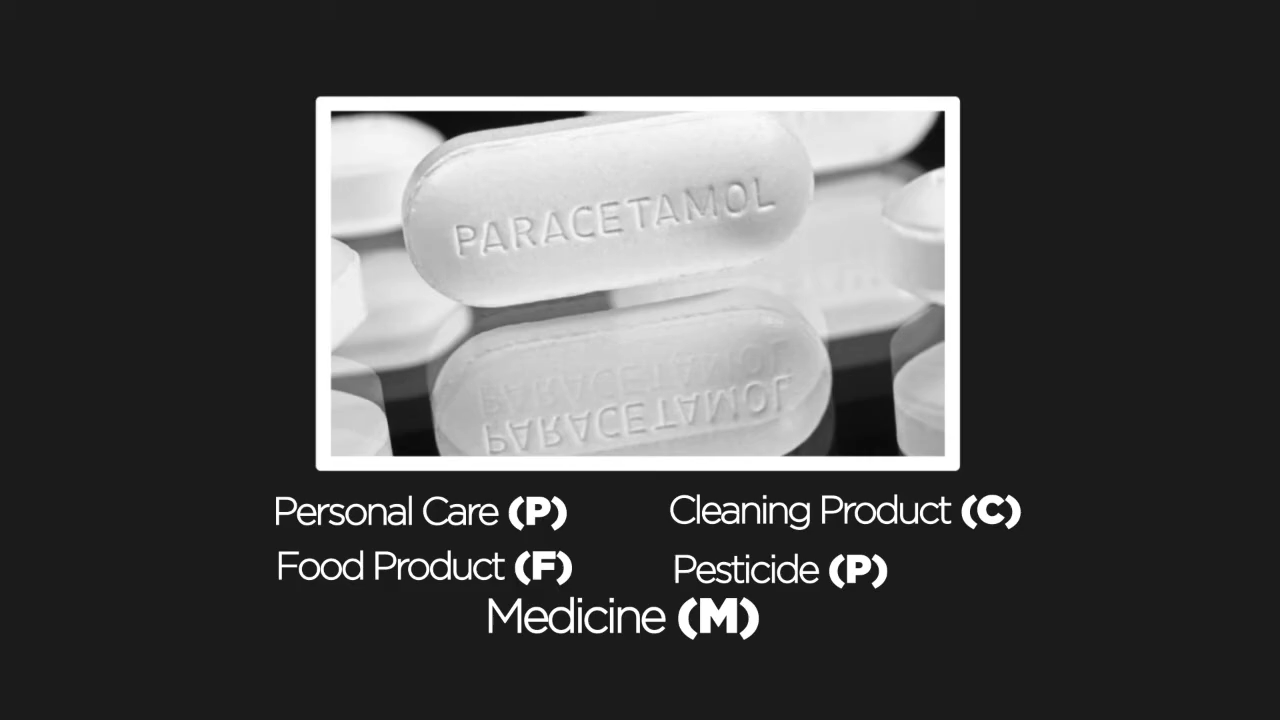 PARACETAMOL
PARACETAMOL
Personal Care (P)
Cleaning Product (C)
Food Product (F)
Pesticide (P)
Medicine (M)